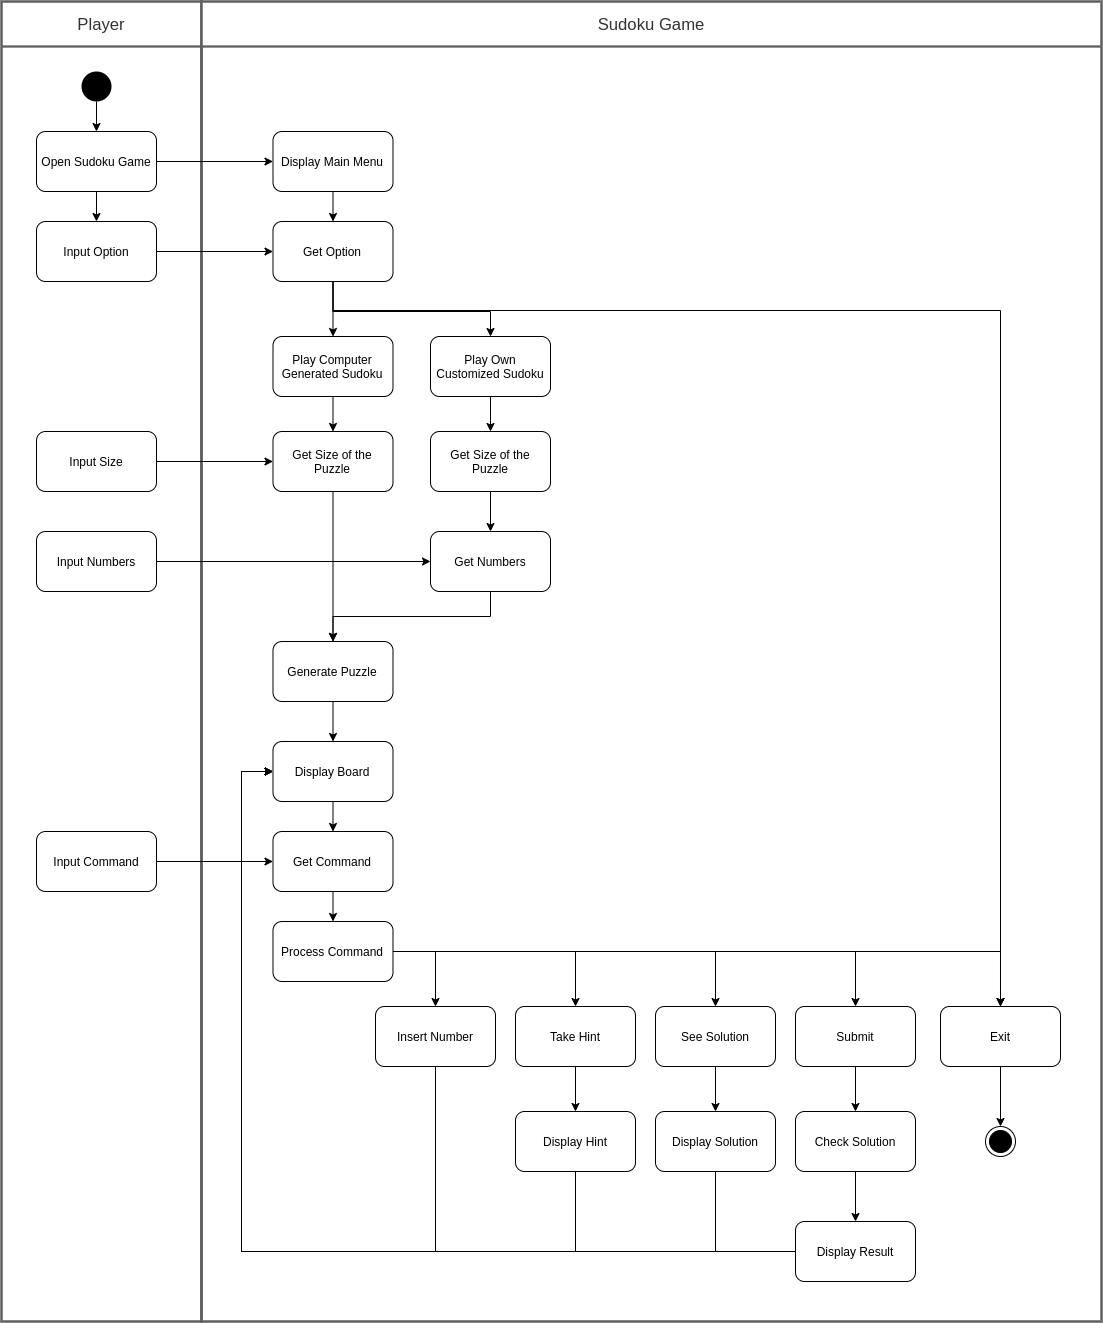 Player
Sudoku Game
Open Sudoku Game
Display Main Menu
Input Option
Get Option
Play Computer
Generated Sudoku
Play Own
Customized Sudoku
Input Size
Get Size of the
Puzzle
Get Size of the
Puzzle
Input Numbers
Get Numbers
Generate Puzzle
Display Board
Input Command
Get Command
Process Command
Insert Number
Take Hint
See Solution
Submit
Exit
Display Hint
Display Solution
Check Solution
Display Result